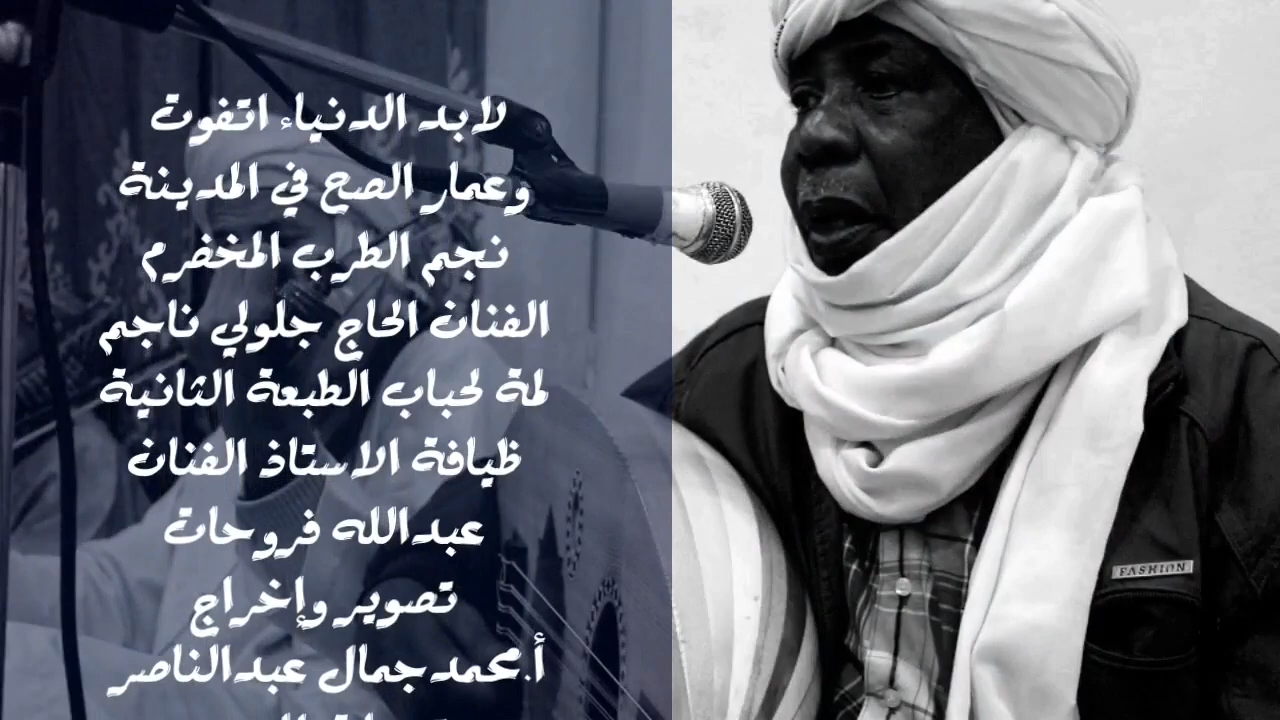 لابد الدنياء اتفوت
وعمار الصح في المدينة
نجم الطرب المخفرم
الفنان الحاج جلولي ناجم
لمة لحباب الطبعة الثانية
ظيافة الاستاذ الفنان
عبدالله فروحات
تصوير وإخراج
أ.محمد جمال عبدالناصر
FASHION